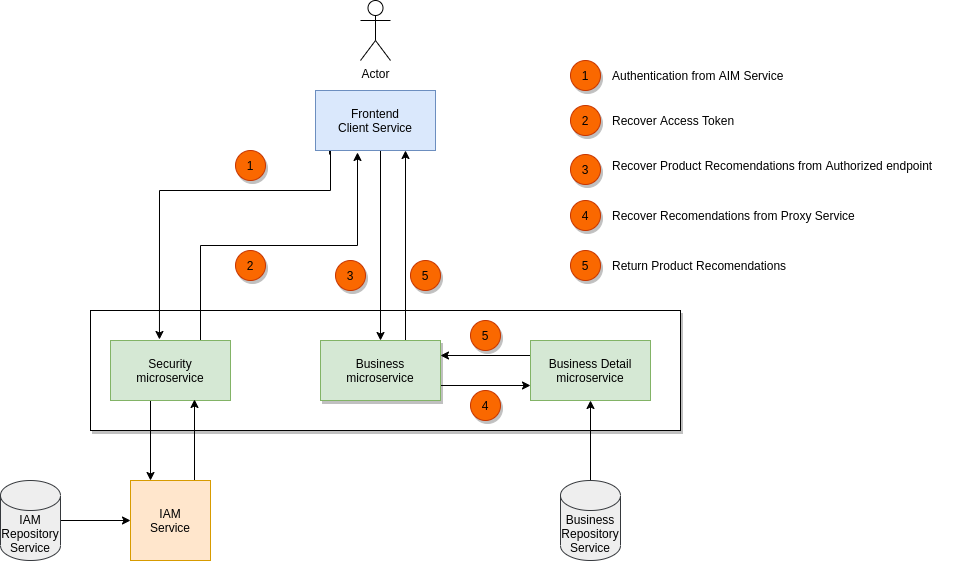 Actor
Frontend
Client Service
1
Authentication from AIM Service
2
Recover Access Token
3
Recover Product Recomendations from Authorized endpoint
4
Recover Recomendations from Proxy Service
5
Return Product Recomendations
1
2
3
5
Security
microservice
Business
microservice
5
4
Business Detail
microservice
IAM
Repository
Service
IAM
Service
Business
Repository
Service